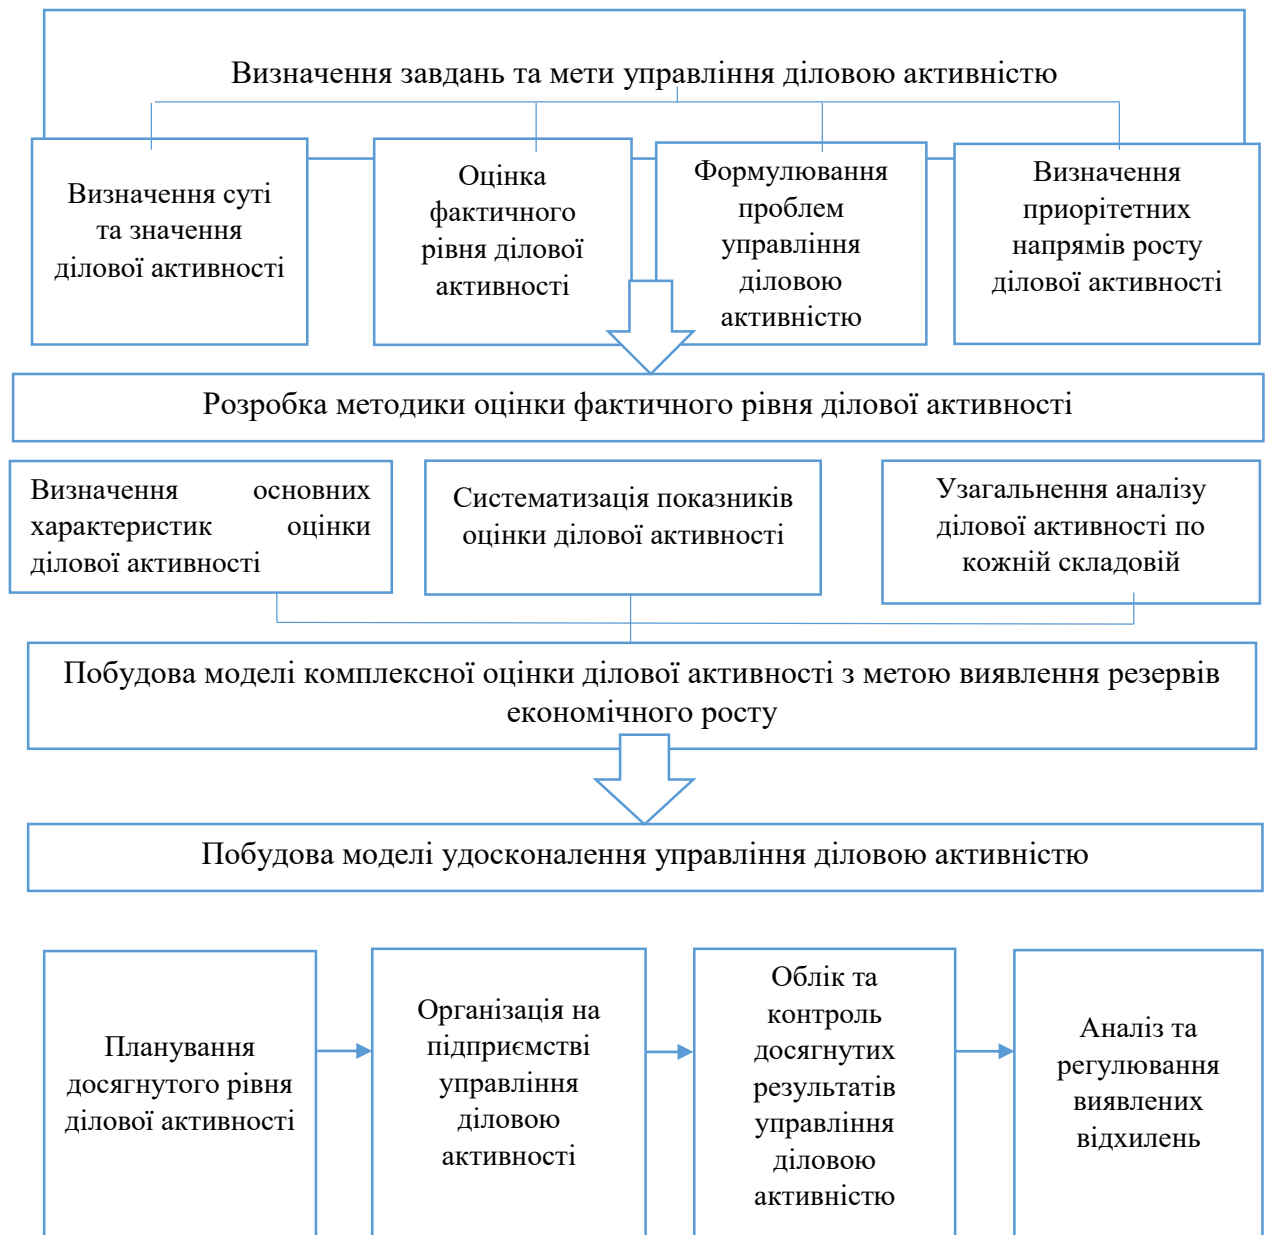 Визначення завдань та мети управління діловою активністю
Визначення суті
та значення
ділової активності
Оцінка
фактичного
рівня ділової
активності
Формулювання
проблем
управління
діловою
активністю
Визначення
приорітетних
напрямів росту
ділової активності
Розробка методики оцінки фактичного рівня ділової активності
Визначення основних
характеристик оцінки
ділової активності
Систематизація показників
оцінки ділової активності
Узагальнення аналізу
ділової активності по
кожній складовій
Побудова моделі комплексної оцінки ділової активності з метою виявлення резервів
економічного росту
Побудова моделі удосконалення управління діловою активністю
Планування
досягнутого рівня
ділової активності
Організація на
підприємстві
управління
діловою
активності
Облік та
контроль
досягнутих
результатів
управління
діловою
активністю
Аналіз та
регулювання
виявлених
відхилень